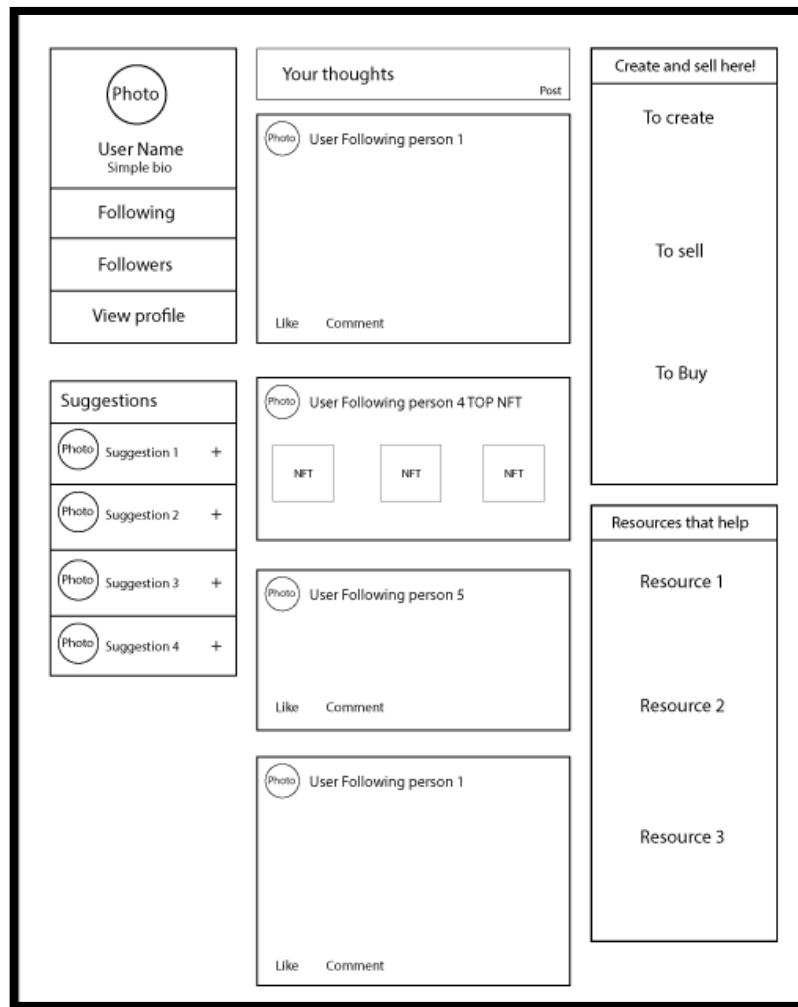 Photo
User Name
Simple bio
Following
Followers
View profile
Suggestions
Photo
Suggestion 1 +
Photo
Suggestion 2 +
Photo
Suggestion 3 +
Photo
Suggestion 4 +
Your thoughts
Post
Photo
User Following person 1
Like Comment
Photo
User Following person 4 TOP NFT
NFT NFT NFT
Photo
User Following person 5
Like Comment
Photo
User Following person 1
Like Comment
Create and sell here!
To create
To sell
To Buy
Resources that help
Resource 1
Resource 2
Resource 3